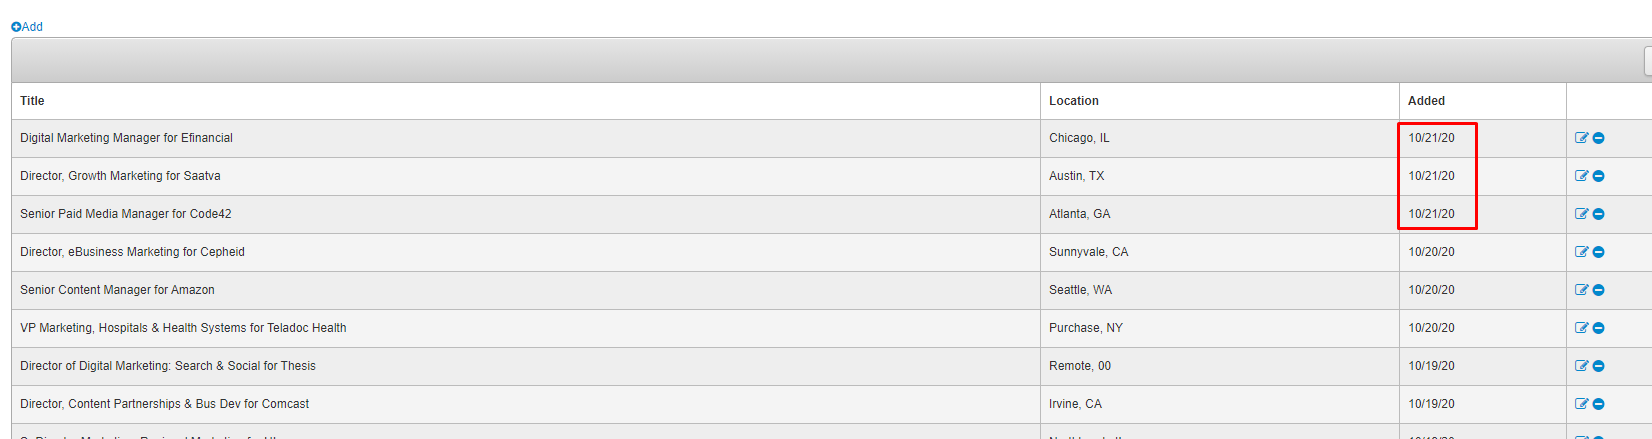 Add
Title Location Added
Digital Marketing Manager for Efinancial Chicago, IL 10/21/20
Director, Growth Marketing for Saatva Austin, TX 10/21/20
Senior Paid Media Manager for Code42 Atlanta, GA 10/21/20
Director, eBusiness Marketing for Cepheid Sunnyvale, CA 10/20/20
Senior Content Manager for Amazon Seattle, WA 10/20/20
VP Marketing, Hospitals & Health Systems for Teladoc Health Purchase, NY 10/20/20
Director of Digital Marketing: Search & Social for Thesis Remote, 00 10/19/20
Director, Content Partnerships & Bus Dev for Comcast Irvine, CA 10/19/20